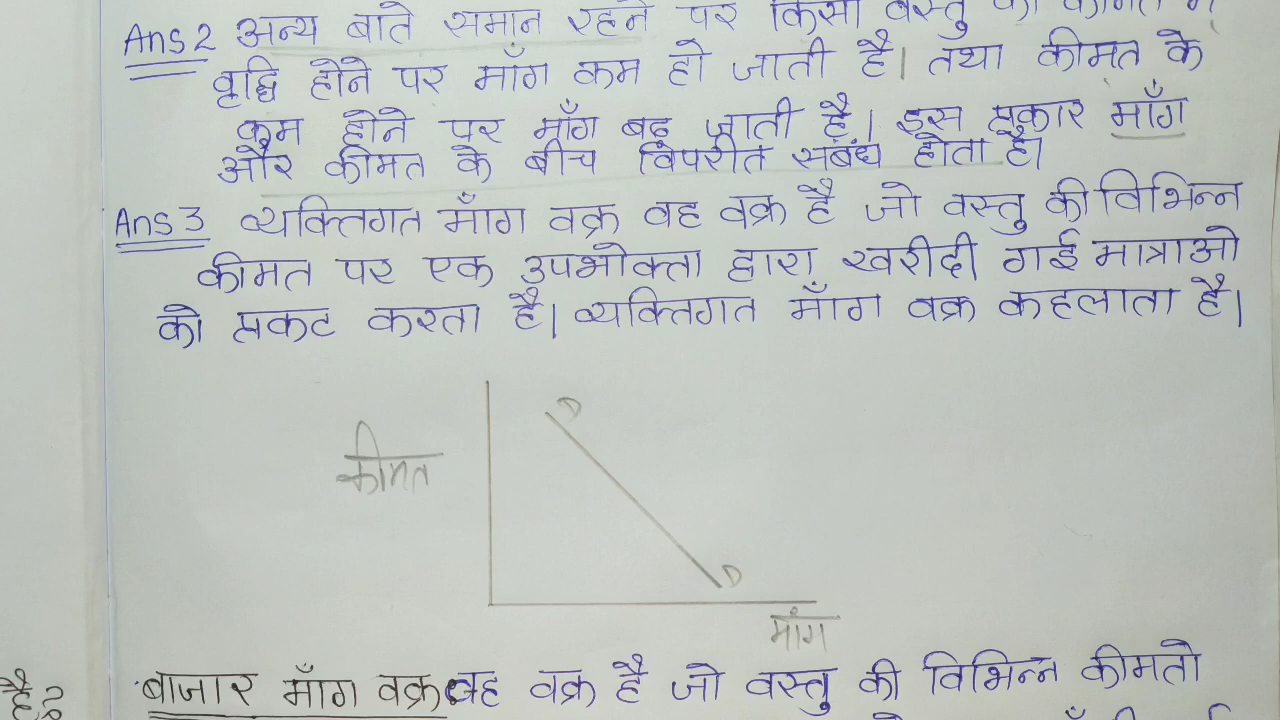 Ans 2 अन्य बाते समान रहने पर किसी वस्तु की कीमत में
वृद्धि होने पर माँग कम हो जाती है। तथा कीमत के
कम होने पर माँग बढ़ जाती है। इस प्रकार माँग
और कीमत के बीच विपरीत संबंध होता है।
Ans 3 व्यक्तिगत माँग वक्र वह वक्र है जो वस्तु की विभिन्न
कीमत पर एक उपभोक्ता द्वारा खरीदी गई मात्राओ
को प्रकट करता है। व्यक्तिगत माँग वक्र कहलाता है।
D
कीमत
D
माँग
बाजार माँग वक्र वह वक्र है जो वस्तु की विभिन्न कीमतो
है?